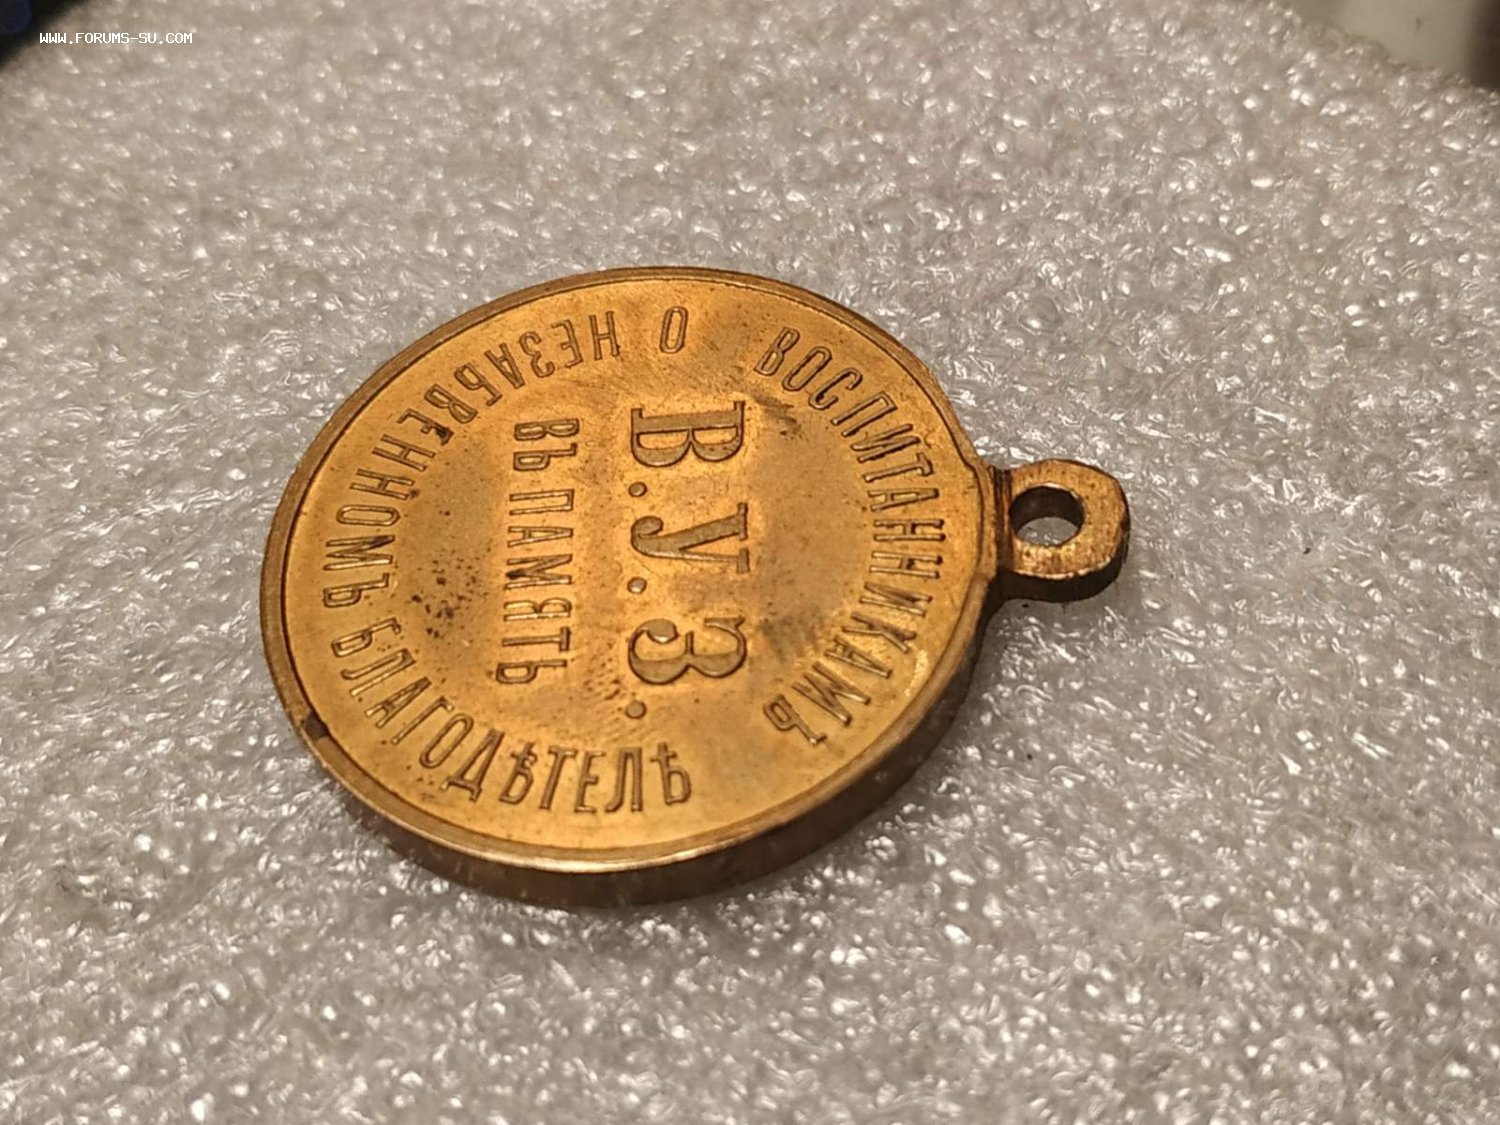 WWW.FORUMS-SU.COM
ВОСПИТАННИКАМЪ
В.У.З.
ВЪ ПАМЯТЬ
О НЕЗАБВЕННОМЪ БЛАГОДѢТЕЛѢ